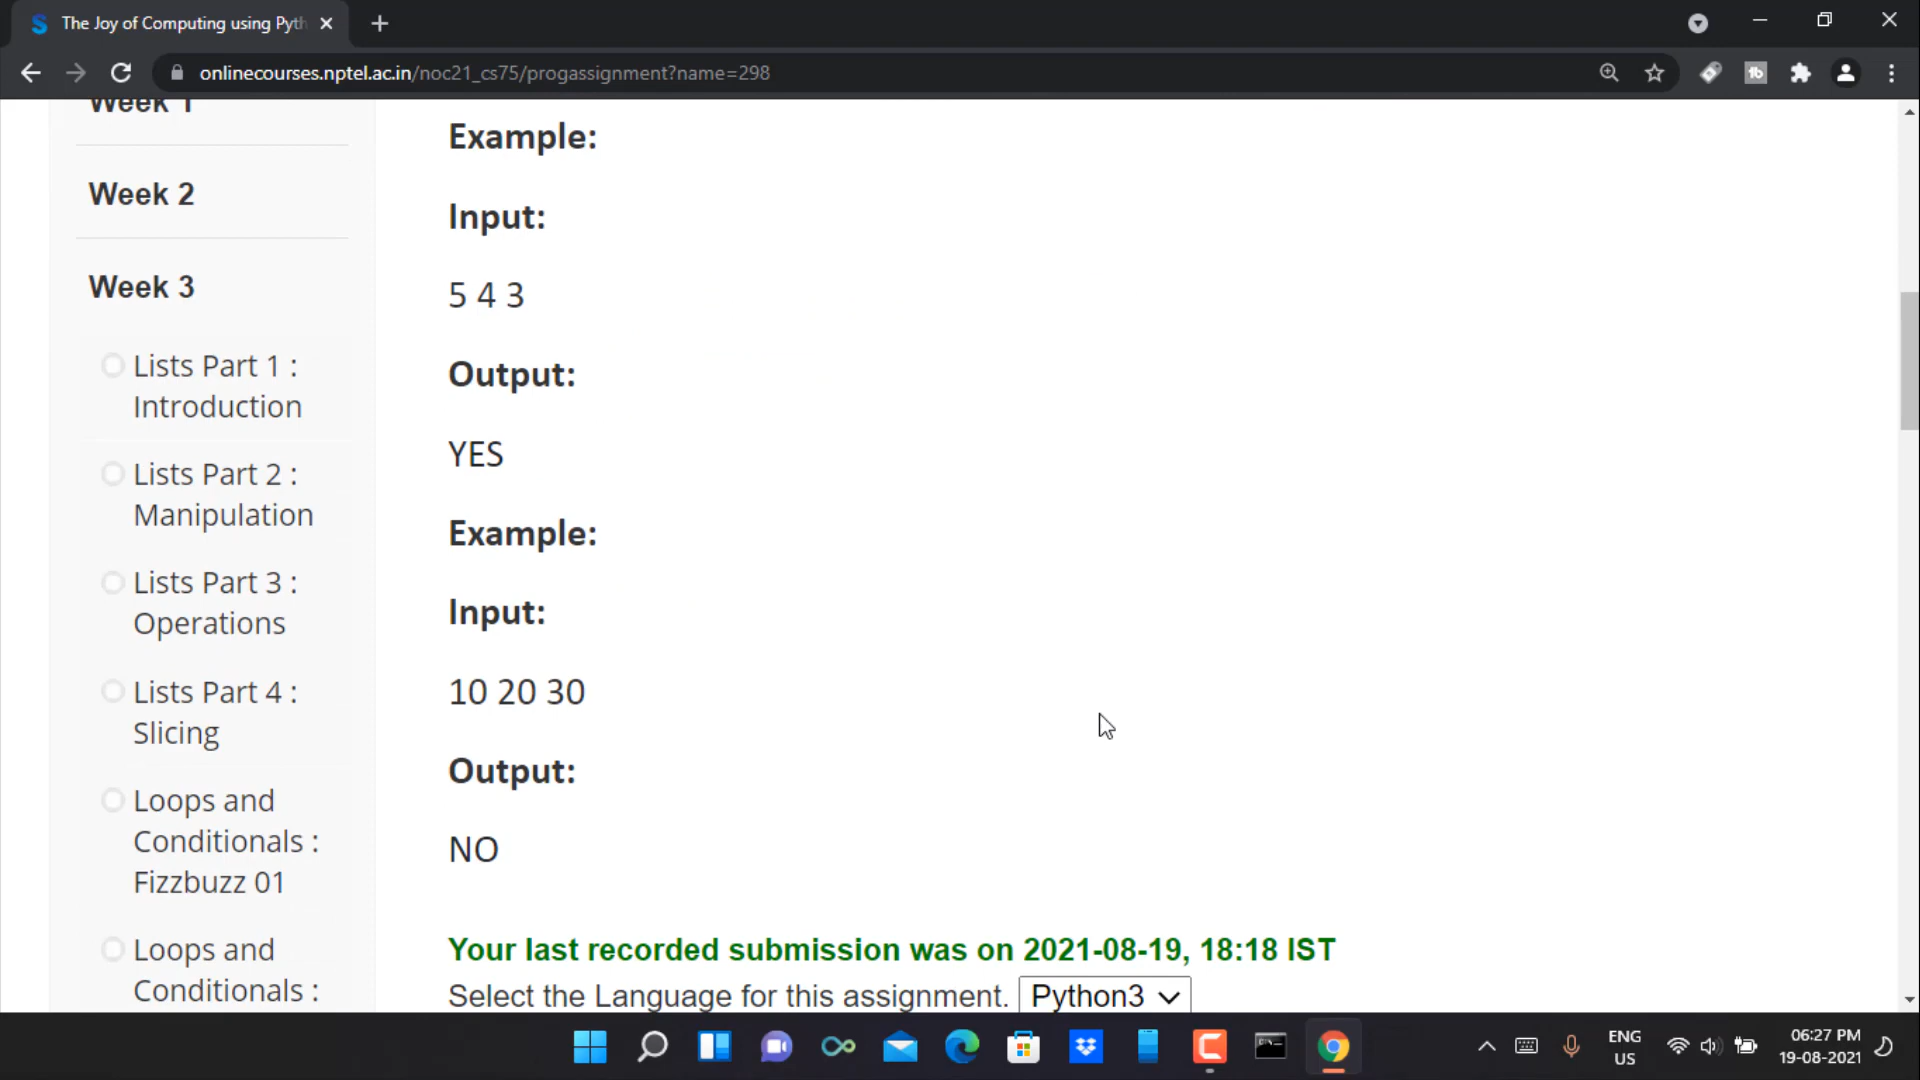 The Joy of Computing using Pyth
onlinecourses.nptel.ac.in/noc21_cs75/progassignment?name=298
Week 1
Week 2
Week 3
Lists Part 1 :
Introduction
Lists Part 2 :
Manipulation
Lists Part 3 :
Operations
Lists Part 4 :
Slicing
Loops and
Conditionals :
Fizzbuzz 01
Loops and
Conditionals :
Example:
Input:
5 4 3
Output:
YES
Example:
Input:
10 20 30
Output:
NO
Your last recorded submission was on 2021-08-19, 18:18 IST
Select the Language for this assignment. Python3
ENG
US
06:27 PM
19-08-2021